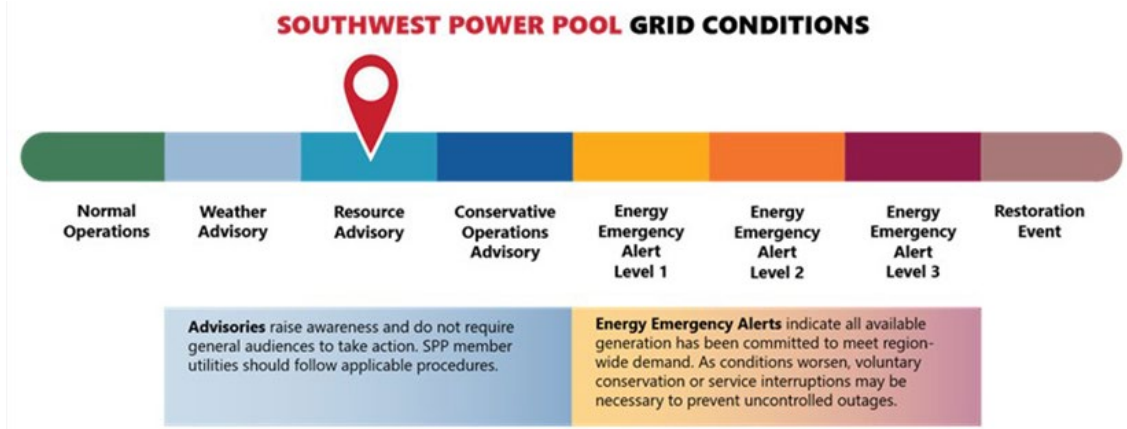 SOUTHWEST POWER POOL GRID CONDITIONS
Normal
Operations
Weather
Advisory
Resource
Advisory
Conservative
Operations
Advisory
Energy
Emergency
Alert
Level 1
Energy
Emergency
Alert
Level 2
Energy
Emergency
Alert
Level 3
Restoration
Event
Advisories raise awareness and do not require
general audiences to take action. SPP member
utilities should follow applicable procedures.
Energy Emergency Alerts indicate all available
generation has been committed to meet region-
wide demand. As conditions worsen, voluntary
conservation or service interruptions may be
necessary to prevent uncontrolled outages.